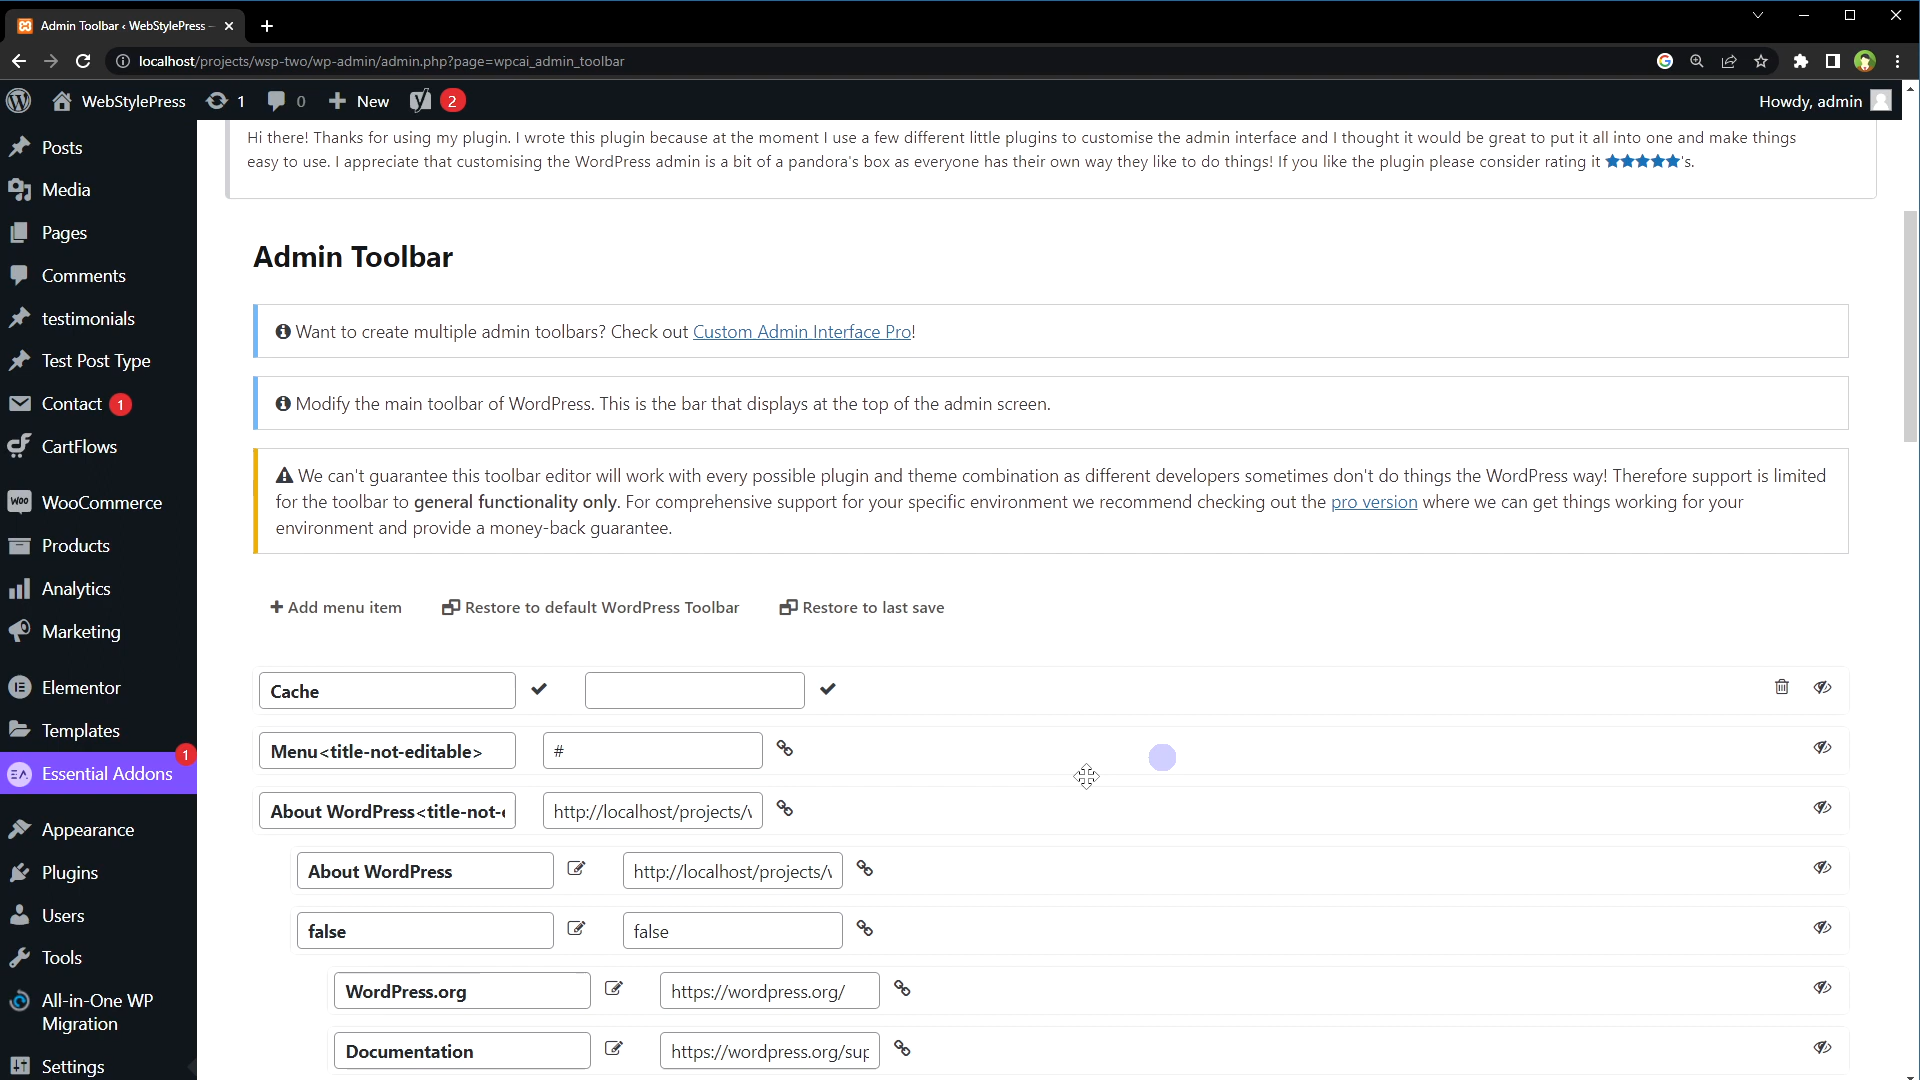 Admin Toolbar ‹ WebStylePress –
localhost/projects/wsp-two/wp-admin/admin.php?page=wpcai_admin_toolbar
WebStylePress 1 0 New 2 Howdy, admin
Posts
Media
Pages
Comments
testimonials
Test Post Type
Contact 1
CartFlows
Woo WooCommerce
Products
Analytics
Marketing
Elementor
Templates
1
EA Essential Addons
Appearance
Plugins
Users
Tools
All-in-One WP
Migration
Settings
Hi there! Thanks for using my plugin. I wrote this plugin because at the moment I use a few different little plugins to customise the admin interface and I thought it would be great to put it all into one and make things
easy to use. I appreciate that customising the WordPress admin is a bit of a pandora's box as everyone has their own way they like to do things! If you like the plugin please consider rating it ★★★★★'s.
Admin Toolbar
Want to create multiple admin toolbars? Check out Custom Admin Interface Pro!
Modify the main toolbar of WordPress. This is the bar that displays at the top of the admin screen.
We can't guarantee this toolbar editor will work with every possible plugin and theme combination as different developers sometimes don't do things the WordPress way! Therefore support is limited
for the toolbar to general functionality only. For comprehensive support for your specific environment we recommend checking out the pro version where we can get things working for your
environment and provide a money-back guarantee.
Add menu item Restore to default WordPress Toolbar Restore to last save
Cache
Menu<title-not-editable> #
About WordPress<title-not- http://localhost/projects/
About WordPress http://localhost/projects/
false false
WordPress.org https://wordpress.org/
Documentation https://wordpress.org/sup